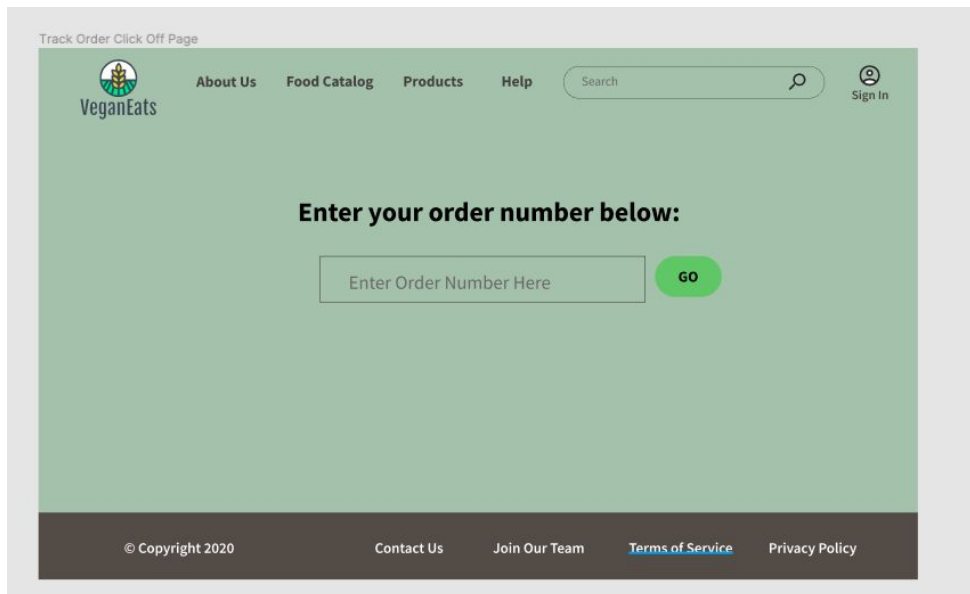 Track Order Click Off Page
VeganEats
About Us Food Catalog Products Help Search Sign In
Enter your order number below:
Enter Order Number Here GO
© Copyright 2020 Contact Us Join Our Team Terms of Service Privacy Policy